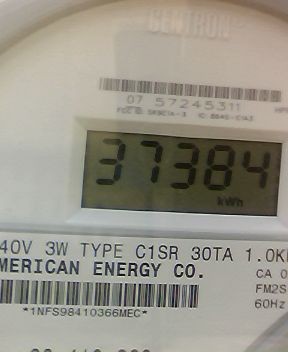 CENTRON
07 57245311
37384
kWh
40V 3W TYPE C1SR 30TA 1.0K
MERICAN ENERGY CO.
CA 0
FM2S
60Hz
*1NFS98410366MEC*